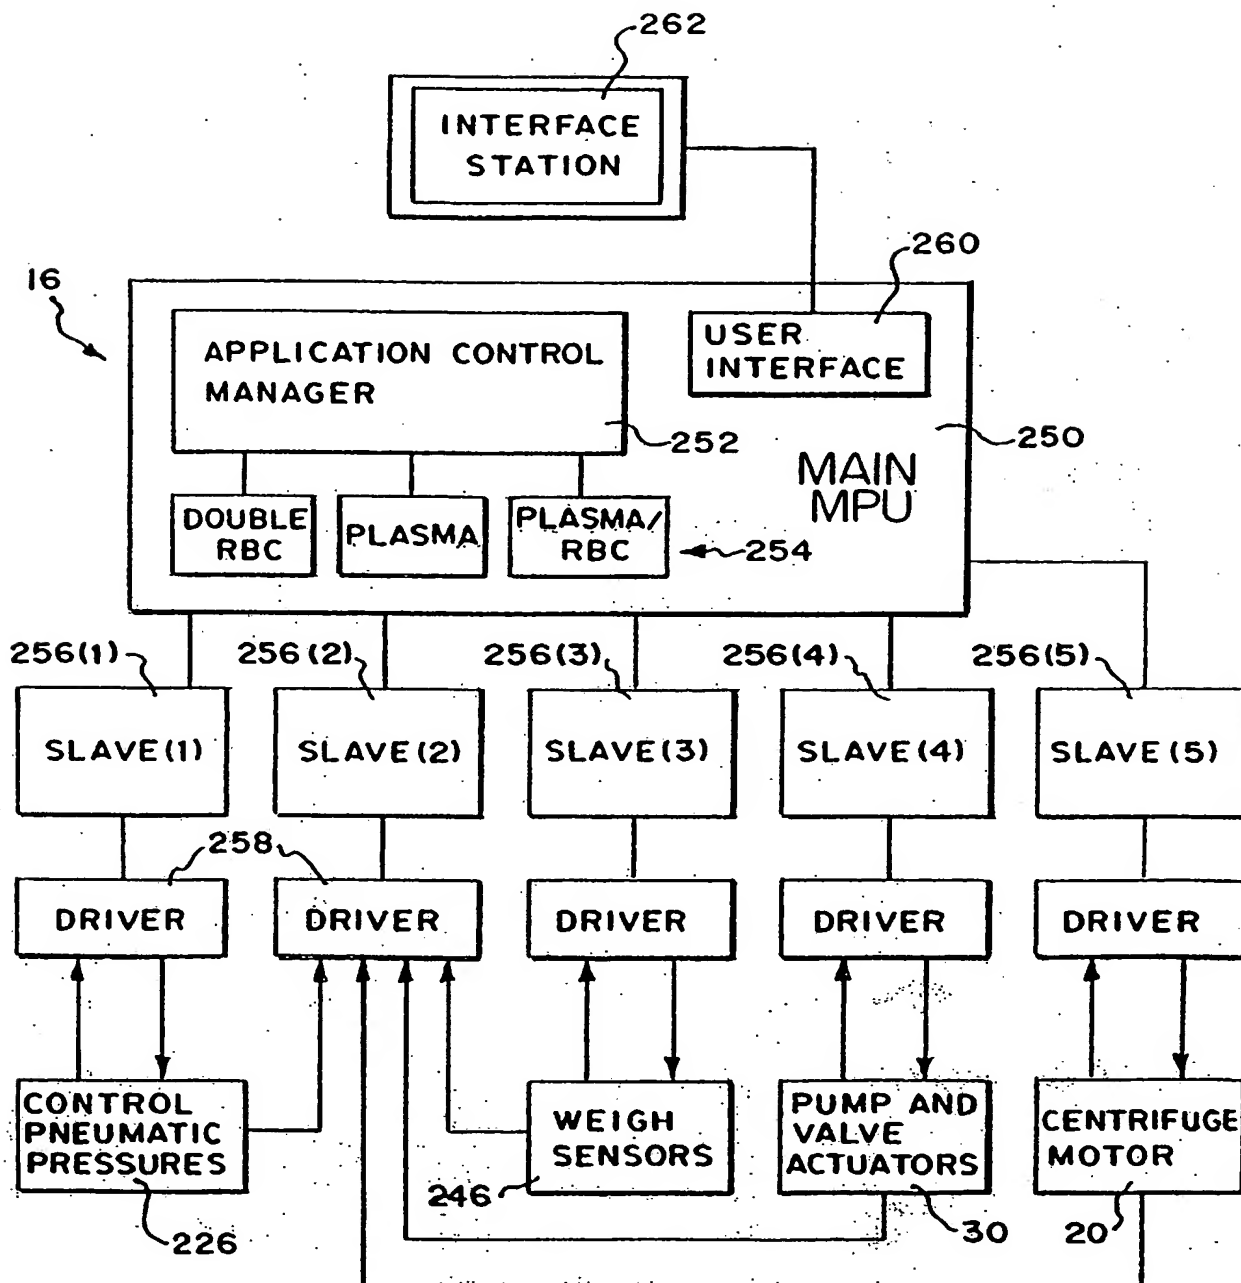 262
INTERFACE
STATION
260
16
APPLICATION CONTROL
MANAGER
USER
INTERFACE
252
250
MAIN
MPU
DOUBLE
RBC
PLASMA
PLASMA/
RBC
254
256(1)
256(2)
256(3)
256(4)
256(5)
SLAVE(1)
SLAVE(2)
SLAVE(3)
SLAVE(4)
SLAVE(5)
258
DRIVER
DRIVER
DRIVER
DRIVER
DRIVER
CONTROL
PNEUMATIC
PRESSURES
WEIGH
SENSORS
PUMP AND
VALVE
ACTUATORS
CENTRIFUGE
MOTOR
226
246
30
20